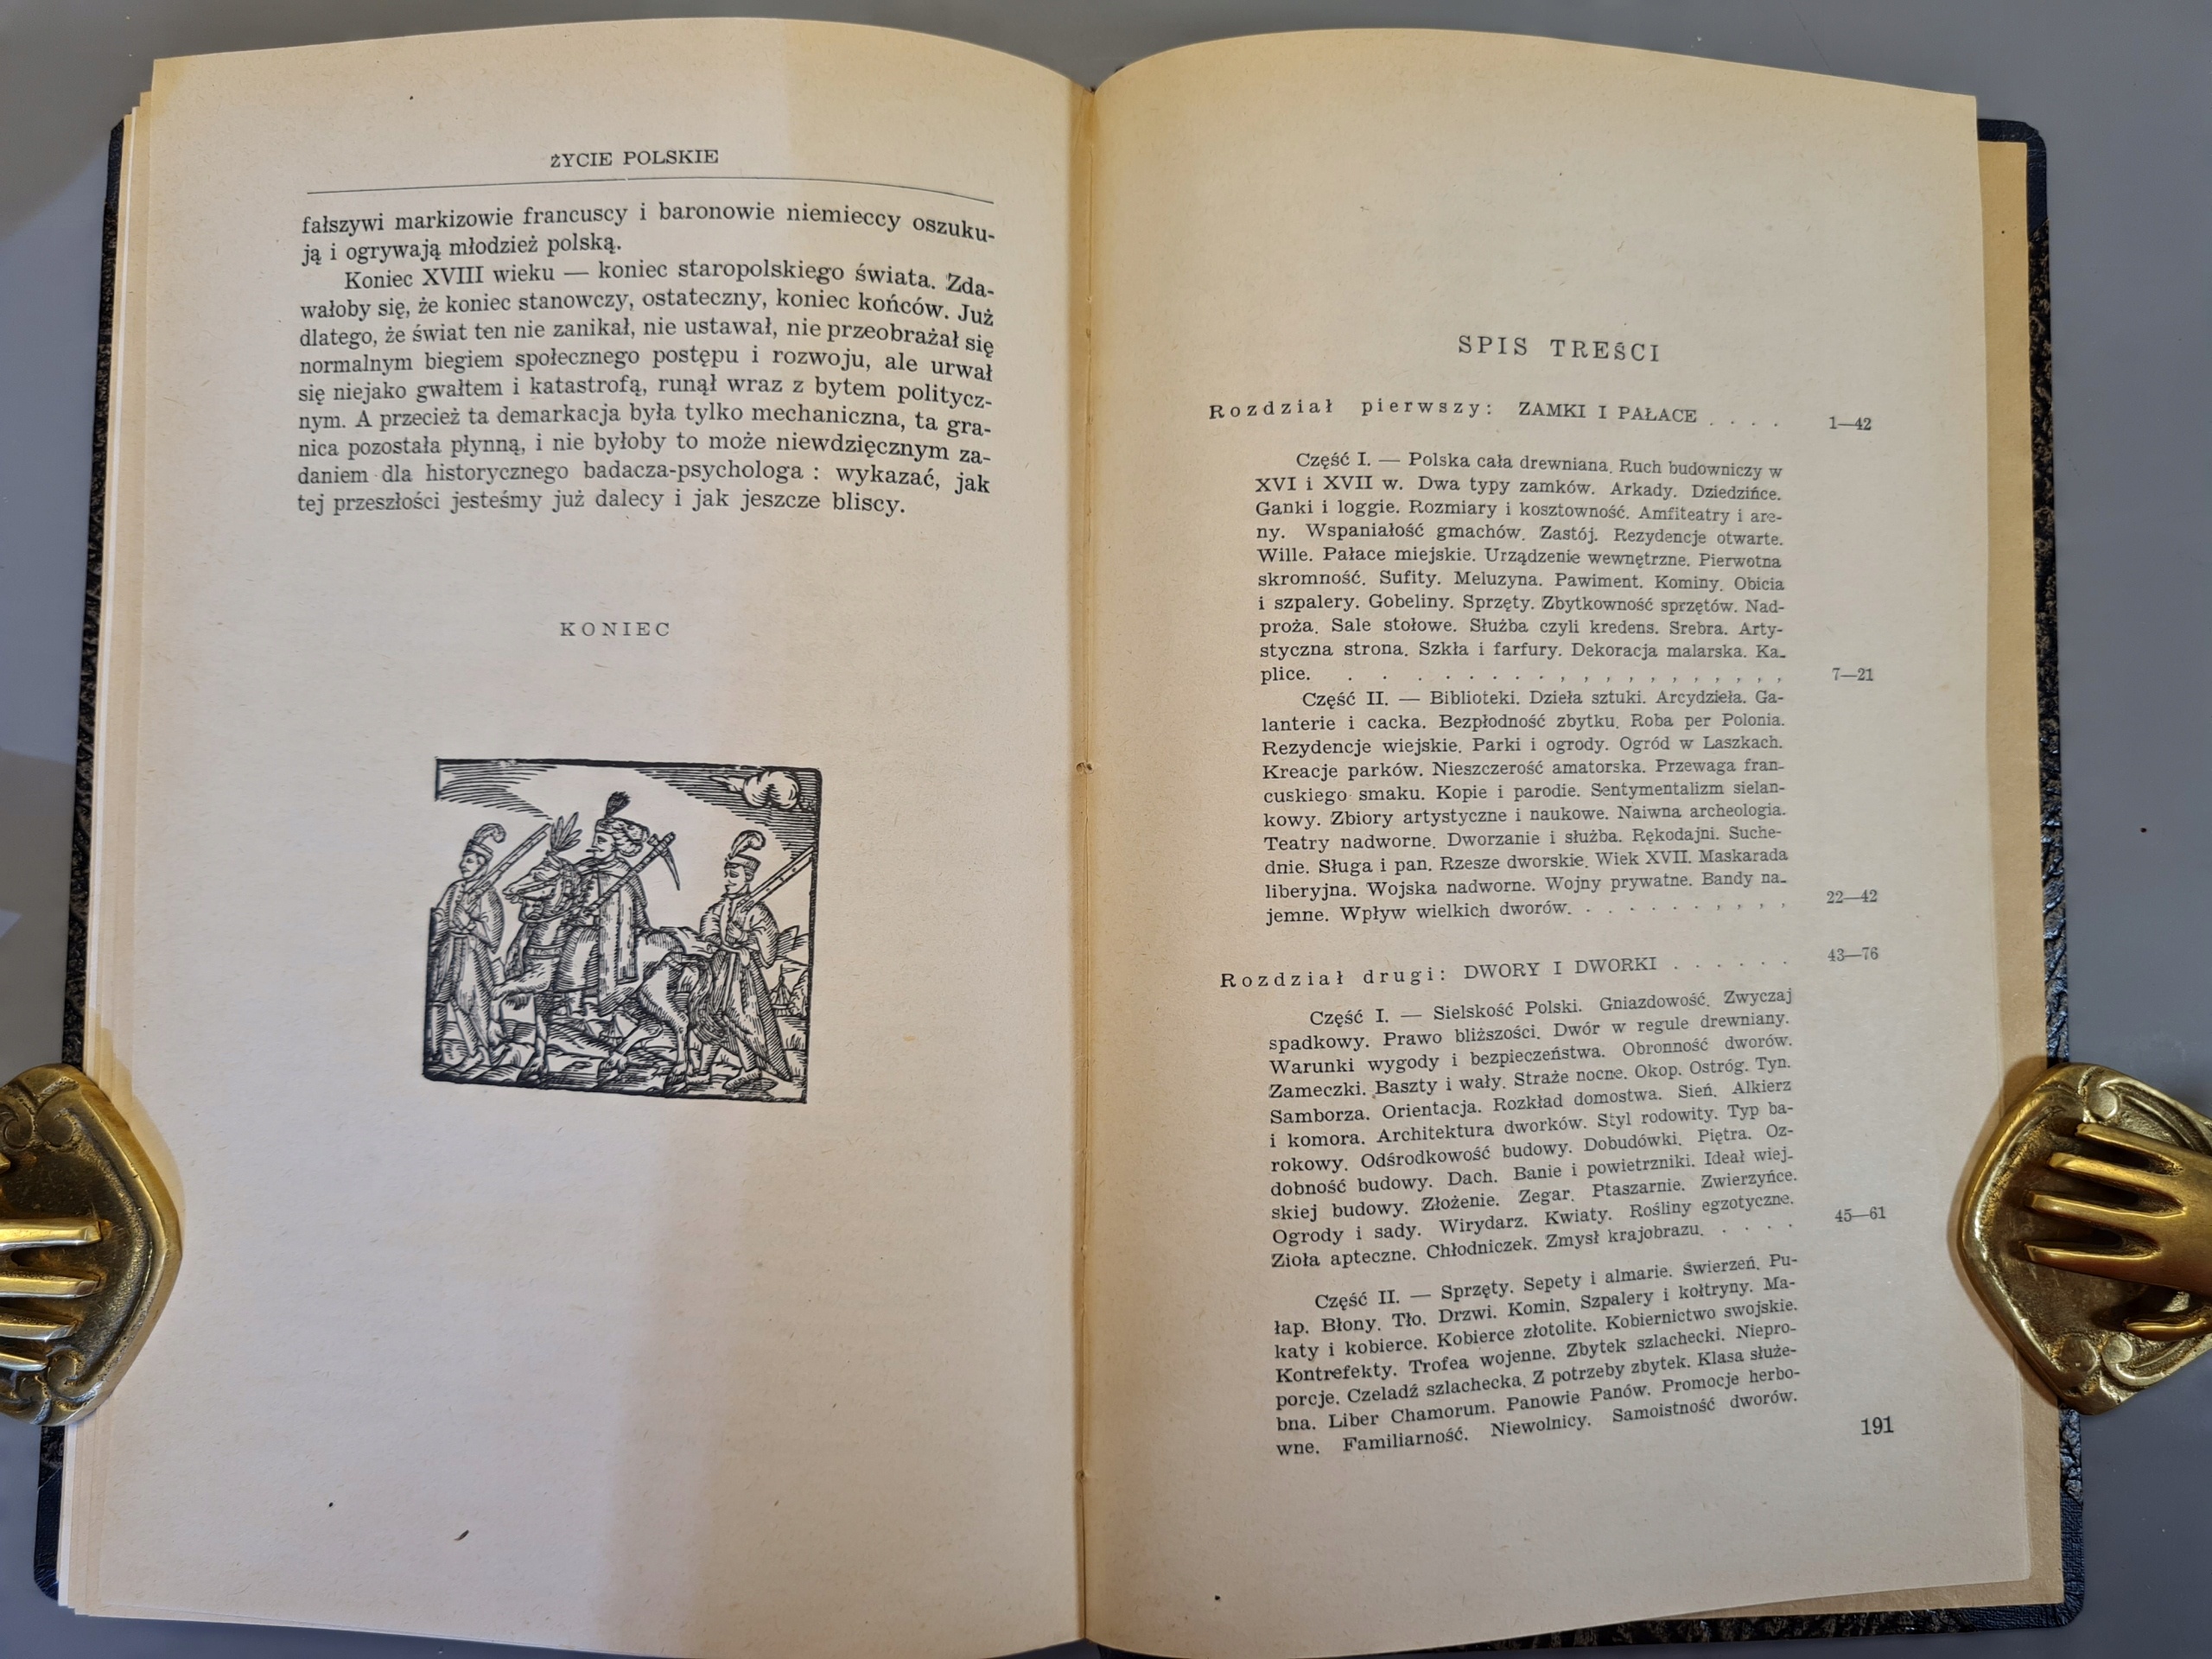 ŻYCIE POLSKIE
fałszywi markizowie francuscy i baronowie niemieccy oszuku-
ją i ogrywają młodzież polską.
Koniec XVIII wieku — koniec staropolskiego świata. Zda-
wałoby się, że koniec stanowczy, ostateczny, koniec końców. Już
dlatego, że świat ten nie zanikał, nie ustawał, nie przeobrażał się
normalnym biegiem społecznego postępu i rozwoju, ale urwał
się niejako gwałtem i katastrofą, runął wraz z bytem politycz-
nym. A przecież ta demarkacja była tylko mechaniczna, ta gra-
nica pozostała płynną, i nie byłoby to może niewdzięcznym za-
daniem dla historycznego badacza-psychologa : wykazać, jak
tej przeszłości jesteśmy już dalecy i jak jeszcze bliscy.
KONIEC
SPIS TREŚCI
Rozdział pierwszy: ZAMKI I PAŁACE . . . . 1—42
Część I. — Polska cała drewniana. Ruch budowniczy w
XVI i XVII w. Dwa typy zamków. Arkady. Dziedzińce.
Ganki i loggie. Rozmiary i kosztowność. Amfiteatry i are-
ny. Wspaniałość gmachów. Zastój. Rezydencje otwarte.
Wille. Pałace miejskie. Urządzenie wewnętrzne. Pierwotna
skromność. Sufity. Meluzyna. Pawiment. Kominy. Obicia
i szpalery. Gobeliny. Sprzęty. Zbytkowność sprzętów. Nad-
proża. Sale stołowe. Służba czyli kredens. Srebra. Arty-
styczna strona. Szkła i farfury. Dekoracja malarska. Ka-
plice. . . . . . . . . . . . . . . . . . . . 7—21
Część II. — Biblioteki. Dzieła sztuki. Arcydzieła. Ga-
lanterie i cacka. Bezpłodność zbytku. Roba per Polonia.
Rezydencje wiejskie. Parki i ogrody. Ogród w Laszkach.
Kreacje parków. Nieszczerość amatorska. Przewaga fran-
cuskiego smaku. Kopie i parodie. Sentymentalizm sielan-
kowy. Zbiory artystyczne i naukowe. Naiwna archeologia.
Teatry nadworne. Dworzanie i służba. Rękodajni. Suche-
dnie. Sługa i pan. Rzesze dworskie. Wiek XVII. Maskarada
liberyjna. Wojska nadworne. Wojny prywatne. Bandy na-
jemne. Wpływ wielkich dworów. . . . . . . . . . . 22—42
Rozdział drugi: DWORY I DWORKI . . . . . . 43—76
Część I. — Sielskość Polski. Gniazdowość. Zwyczaj
spadkowy. Prawo bliższości. Dwór w regule drewniany.
Warunki wygody i bezpieczeństwa. Obronność dworów.
Zameczki. Baszty i wały. Straże nocne. Okop. Ostróg. Tyn.
Samborza. Orientacja. Rozkład domostwa. Sień. Alkierz
i komora. Architektura dworków. Styl rodowity. Typ ba-
rokowy. Odśrodkowość budowy. Dobudówki. Piętra. Oz-
dobność budowy. Dach. Banie i powietrzniki. Ideał wiej-
skiej budowy. Złożenie. Zegar. Ptaszarnie. Zwierzyńce.
Ogrody i sady. Wirydarz. Kwiaty. Rośliny egzotyczne.
Zioła apteczne. Chłodniczek. Zmysł krajobrazu. . . . . 45—61
Część II. — Sprzęty. Sepety i almarie. Świerzeń. Pu-
łap. Błony. Tło. Drzwi. Komin. Szpalery i kołtryny. Ma-
katy i kobierce. Kobierce złotolite. Kobiernictwo swojskie.
Kontrefekty. Trofea wojenne. Zbytek szlachecki. Niepro-
porcje. Czeladź szlachecka. Z potrzeby zbytek. Klasa służe-
bna. Liber Chamorum. Panowie Panów. Promocje herbo-
wne. Familiarność. Niewolnicy. Samoistność dworów.
191